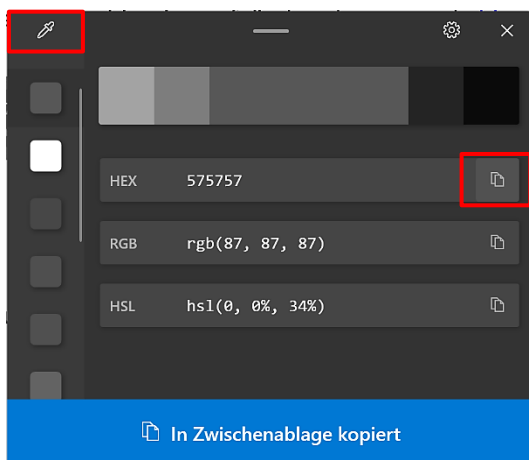 HEX 575757
RGB rgb(87, 87, 87)
HSL hsl(0, 0%, 34%)
In Zwischenablage kopiert